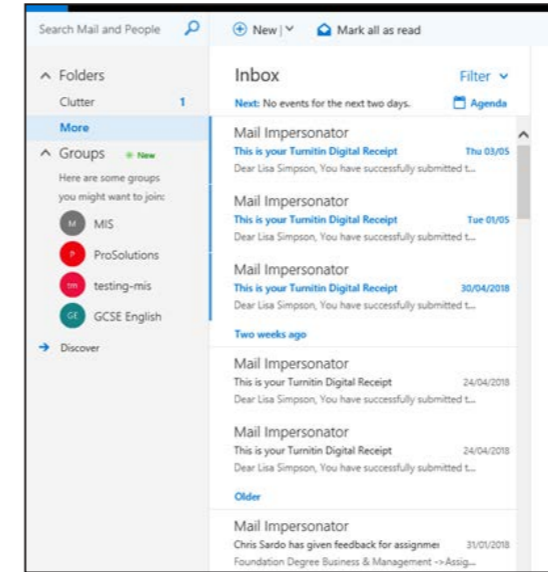 Search Mail and People
New
Mark all as read
Folders
Clutter 1
More
Groups New
Here are some groups
you might want to join:
M MIS
P ProSolutions
tm testing-mis
GE GCSE English
Discover
Inbox Filter
Next: No events for the next two days. Agenda
Mail Impersonator
This is your Turnitin Digital Receipt Thu 03/05
Dear Lisa Simpson, You have successfully submitted t...
Mail Impersonator
This is your Turnitin Digital Receipt Tue 01/05
Dear Lisa Simpson, You have successfully submitted t...
Mail Impersonator
This is your Turnitin Digital Receipt 30/04/2018
Dear Lisa Simpson, You have successfully submitted t...
Two weeks ago
Mail Impersonator
This is your Turnitin Digital Receipt 24/04/2018
Dear Lisa Simpson, You have successfully submitted t...
Mail Impersonator
This is your Turnitin Digital Receipt 24/04/2018
Dear Lisa Simpson, You have successfully submitted t...
Older
Mail Impersonator
Chris Sardo has given feedback for assignmer 31/01/2018
Foundation Degree Business & Management ->Assig...